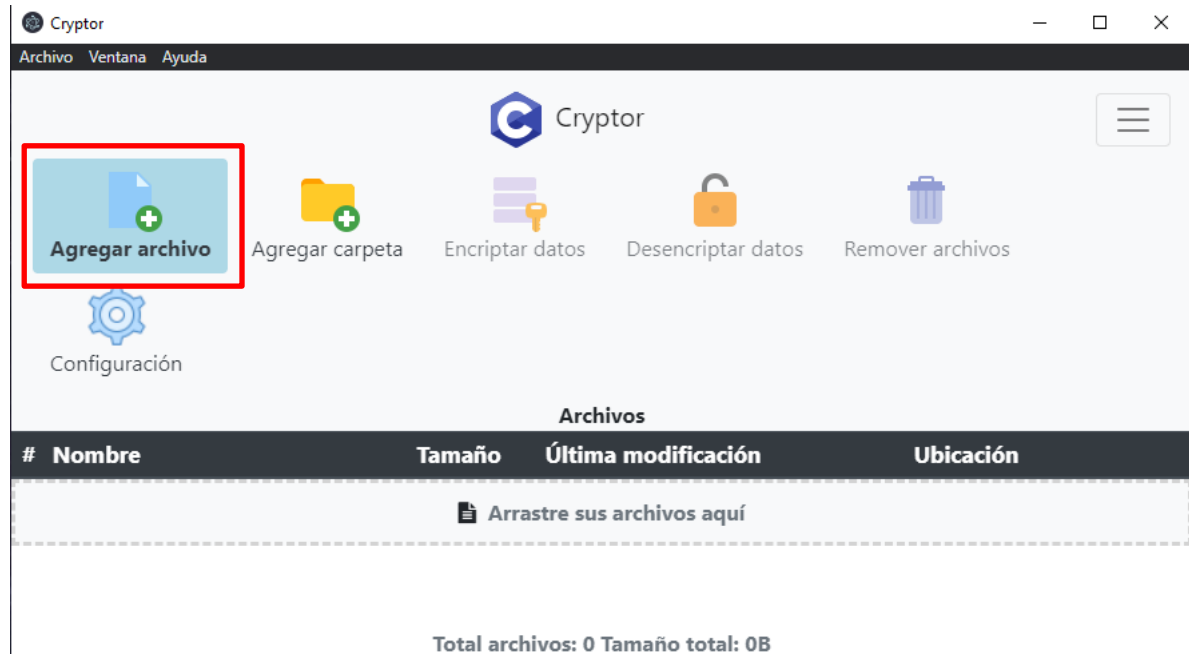 Cryptor
Archivo Ventana Ayuda
Cryptor
Agregar archivo Agregar carpeta Encriptar datos Desencriptar datos Remover archivos
Configuración
Archivos
# Nombre Tamaño Última modificación Ubicación
Arrastre sus archivos aquí
Total archivos: 0 Tamaño total: 0B